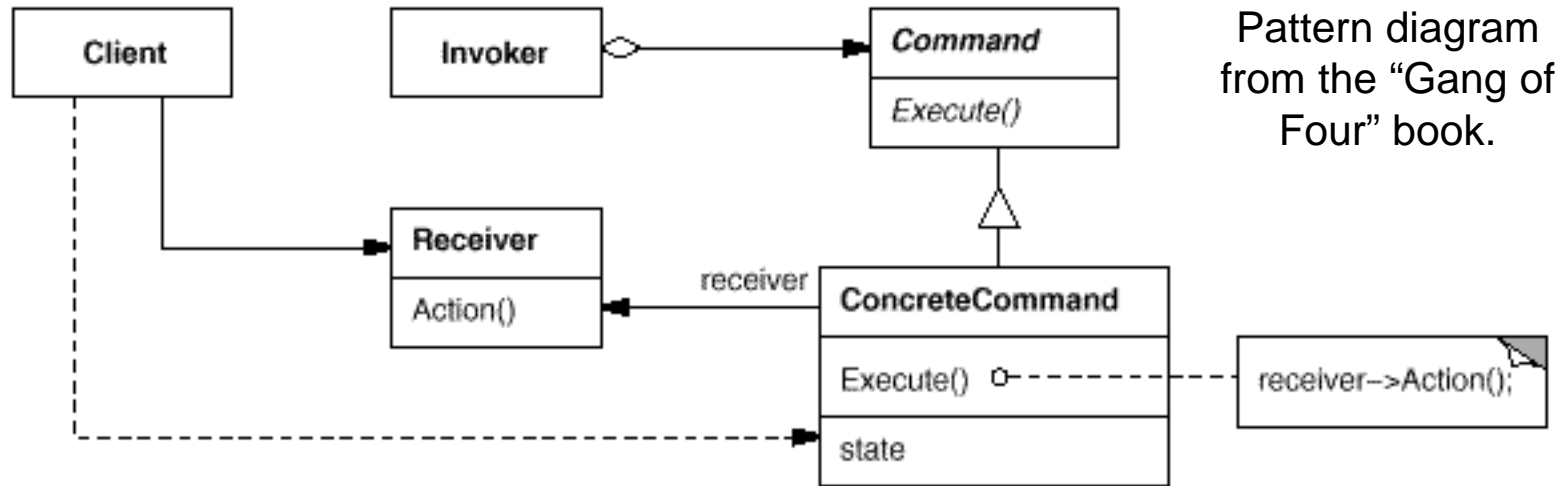 Client
Invoker
Command
Execute()
Pattern diagram
from the “Gang of
Four” book.
Receiver
Action()
receiver
ConcreteCommand
Execute()
state
receiver–>Action();